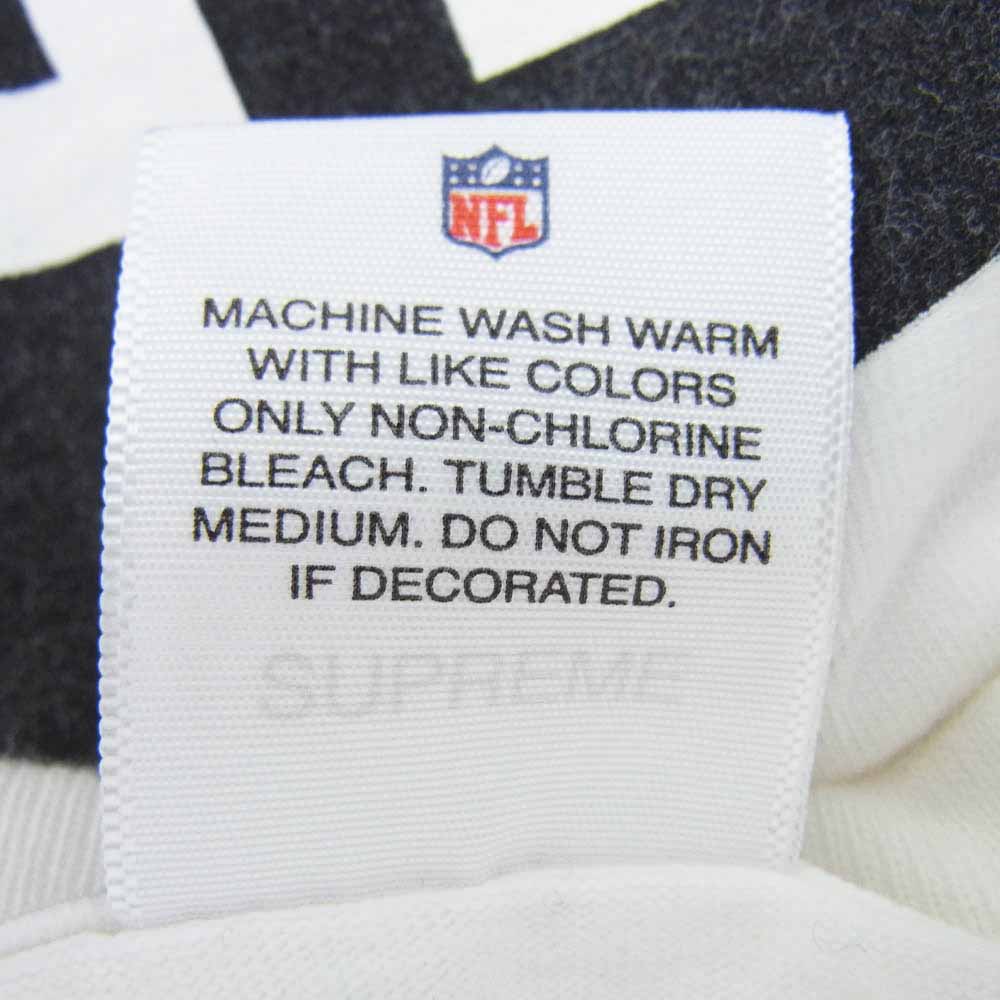 NFL
MACHINE WASH WARM
WITH LIKE COLORS
ONLY NON-CHLORINE
BLEACH. TUMBLE DRY
MEDIUM. DO NOT IRON
IF DECORATED.
SUPREME